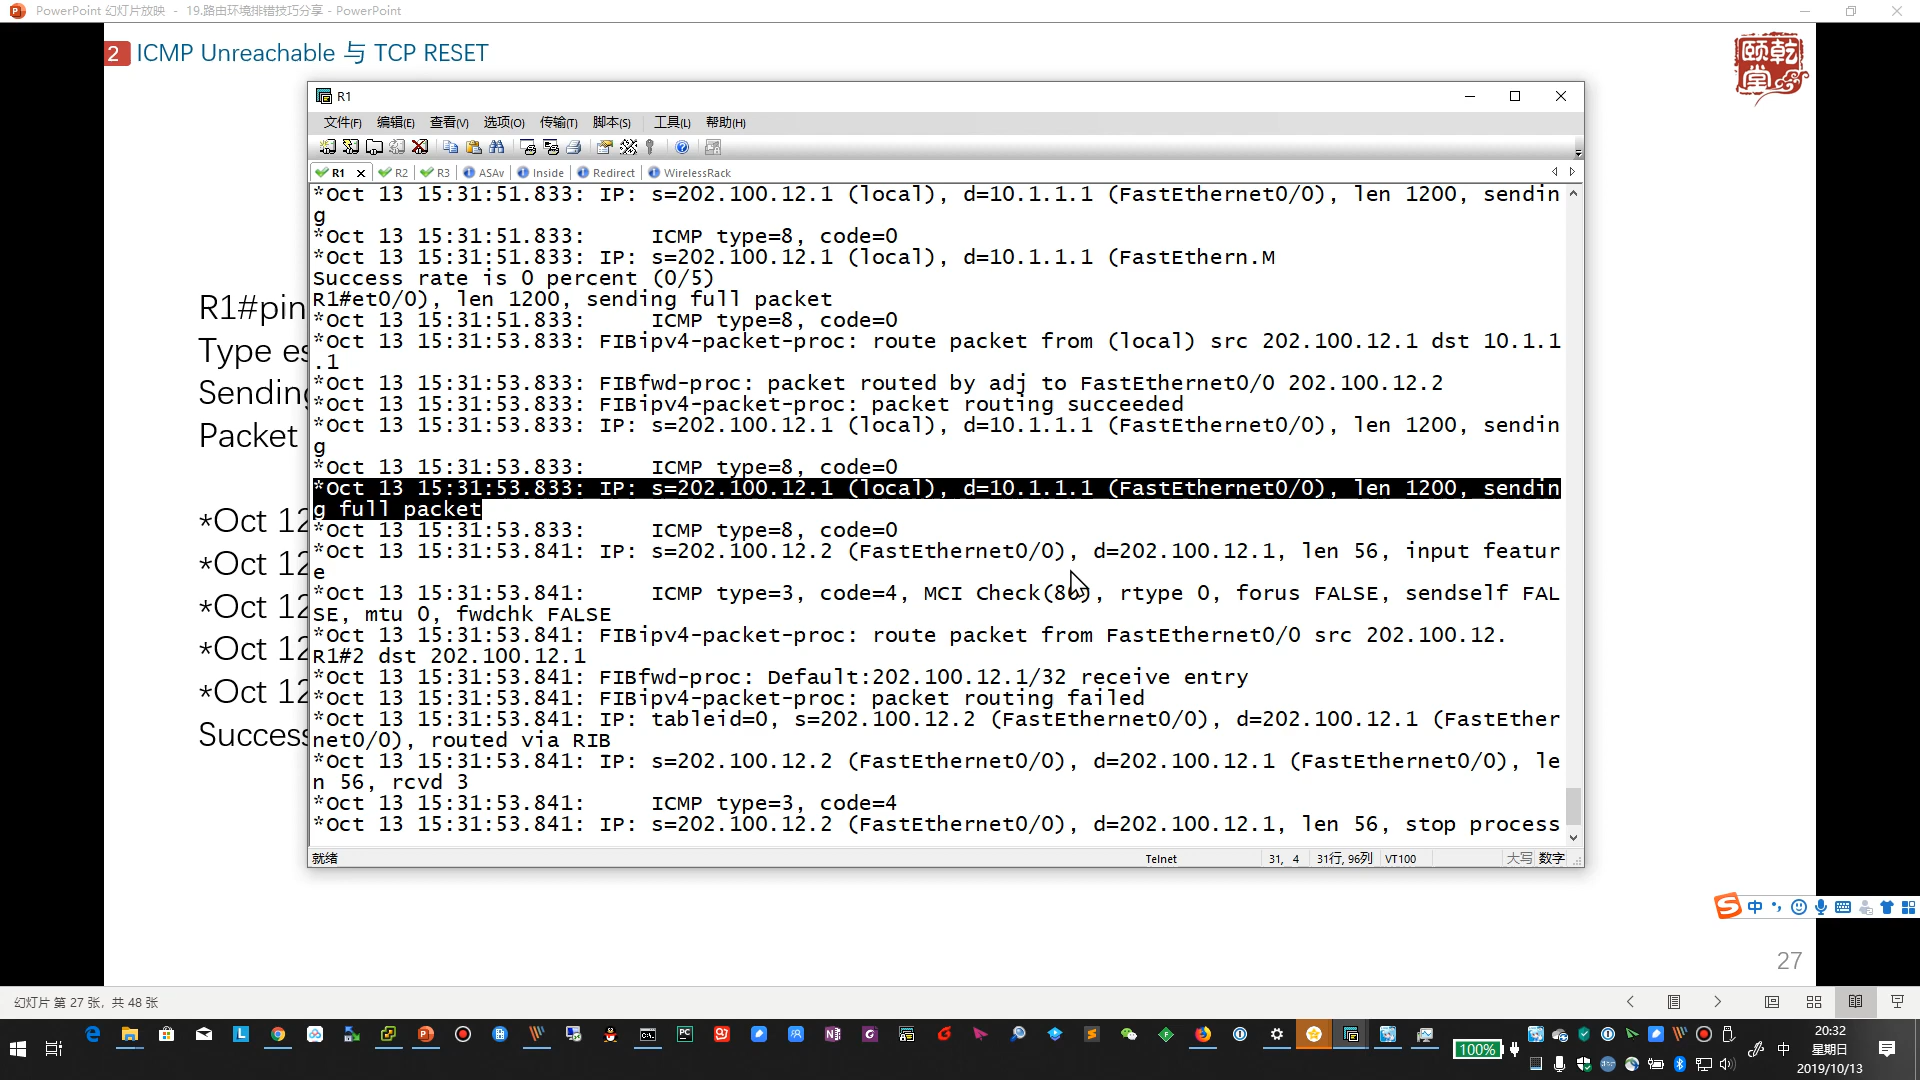 PowerPoint 幻灯片放映 - 19.路由环境排错技巧分享 - PowerPoint
2 ICMP Unreachable 与 TCP RESET
颐乾堂
R1
文件(F) 编辑(E) 查看(V) 选项(O) 传输(T) 脚本(S) 工具(L) 帮助(H)
R1 R2 R3 ASAv Inside Redirect WirelessRack
*Oct 13 15:31:51.833: IP: s=202.100.12.1 (local), d=10.1.1.1 (FastEthernet0/0), len 1200, sendin
g
*Oct 13 15:31:51.833:     ICMP type=8, code=0
*Oct 13 15:31:51.833: IP: s=202.100.12.1 (local), d=10.1.1.1 (FastEthern.M
Success rate is 0 percent (0/5)
R1#et0/0), len 1200, sending full packet
*Oct 13 15:31:51.833:     ICMP type=8, code=0
*Oct 13 15:31:53.833: FIBipv4-packet-proc: route packet from (local) src 202.100.12.1 dst 10.1.1
.1
*Oct 13 15:31:53.833: FIBfwd-proc: packet routed by adj to FastEthernet0/0 202.100.12.2
*Oct 13 15:31:53.833: FIBipv4-packet-proc: packet routing succeeded
*Oct 13 15:31:53.833: IP: s=202.100.12.1 (local), d=10.1.1.1 (FastEthernet0/0), len 1200, sendin
g
*Oct 13 15:31:53.833:     ICMP type=8, code=0
*Oct 13 15:31:53.833: IP: s=202.100.12.1 (local), d=10.1.1.1 (FastEthernet0/0), len 1200, sendin
g full packet
*Oct 13 15:31:53.833:     ICMP type=8, code=0
*Oct 13 15:31:53.841: IP: s=202.100.12.2 (FastEthernet0/0), d=202.100.12.1, len 56, input featur
e
*Oct 13 15:31:53.841:     ICMP type=3, code=4, MCI Check(80), rtype 0, forus FALSE, sendself FAL
SE, mtu 0, fwdchk FALSE
*Oct 13 15:31:53.841: FIBipv4-packet-proc: route packet from FastEthernet0/0 src 202.100.12.
R1#2 dst 202.100.12.1
*Oct 13 15:31:53.841: FIBfwd-proc: Default:202.100.12.1/32 receive entry
*Oct 13 15:31:53.841: FIBipv4-packet-proc: packet routing failed
*Oct 13 15:31:53.841: IP: tableid=0, s=202.100.12.2 (FastEthernet0/0), d=202.100.12.1 (FastEther
net0/0), routed via RIB
*Oct 13 15:31:53.841: IP: s=202.100.12.2 (FastEthernet0/0), d=202.100.12.1 (FastEthernet0/0), le
n 56, rcvd 3
*Oct 13 15:31:53.841:     ICMP type=3, code=4
*Oct 13 15:31:53.841: IP: s=202.100.12.2 (FastEthernet0/0), d=202.100.12.1, len 56, stop process
就绪 Telnet 31, 4 31行, 96列 VT100 大写 数字
R1#pin
Type es
Sending
Packet
*Oct 12
*Oct 12
*Oct 12
*Oct 12
*Oct 12
Success
中
27
幻灯片 第 27 张，共 48 张
100%
中
20:32
星期日
2019/10/13